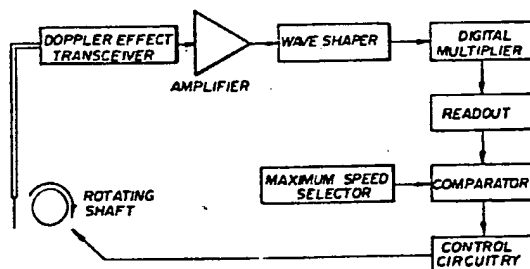 DOPPLER EFFECT
TRANSCEIVER
AMPLIFIER
WAVE SHAPER
DIGITAL
MULTIPLIER
READOUT
MAXIMUM SPEED
SELECTOR
COMPARATOR
ROTATING
SHAFT
CONTROL
CIRCUITRY